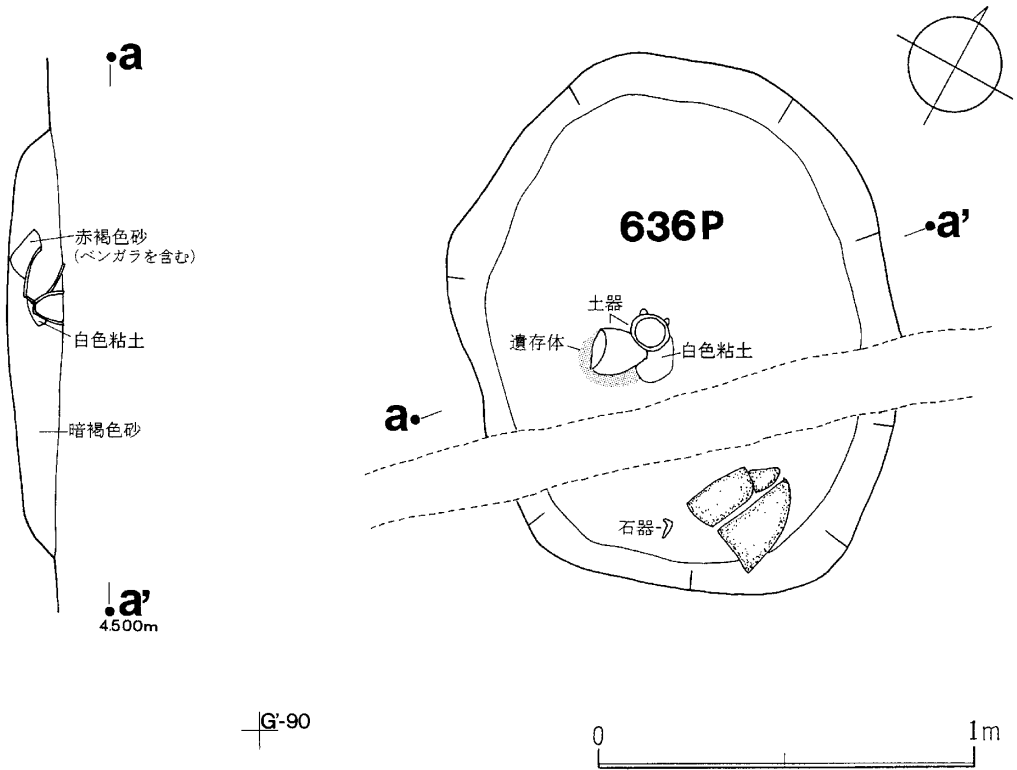 a
赤褐色砂
(ベンガラを含む)
白色粘土
暗褐色砂
a'
4.500m
636P
a'
土器
遺存体
白色粘土
a
石器
G'-90
0
1m